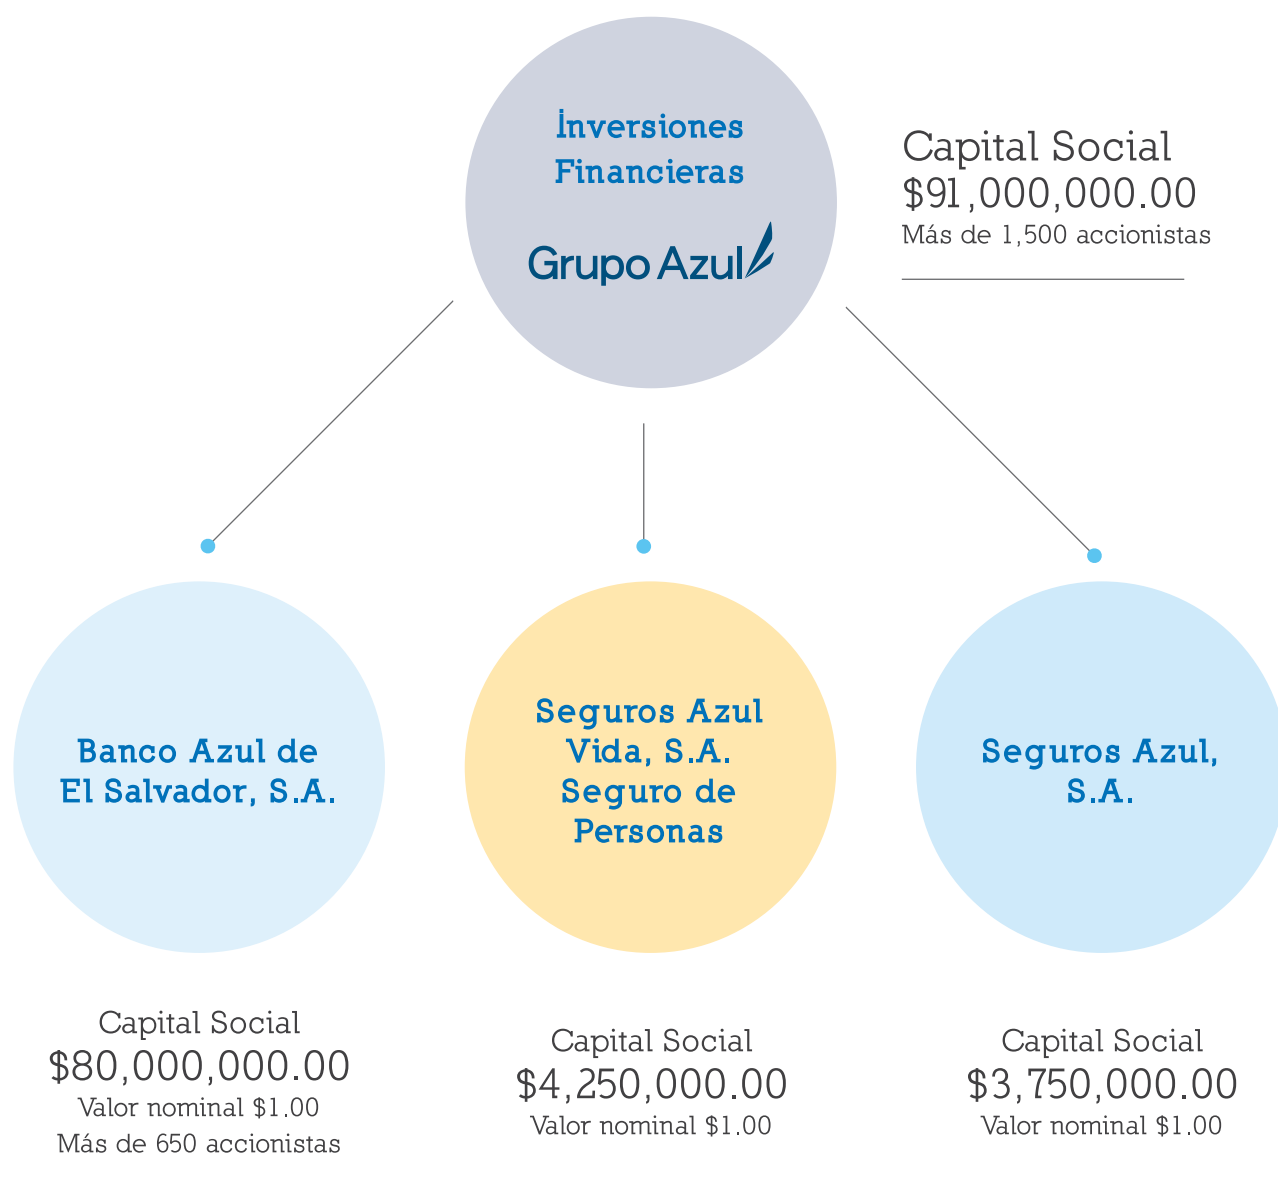 Inversiones
Financieras
Grupo Azul
Capital Social
$91,000,000.00
Más de 1,500 accionistas
Banco Azul de
El Salvador, S.A.
Seguros Azul
Vida, S.A.
Seguro de
Personas
Seguros Azul,
S.A.
Capital Social
$80,000,000.00
Valor nominal $1.00
Más de 650 accionistas
Capital Social
$4,250,000.00
Valor nominal $1.00
Capital Social
$3,750,000.00
Valor nominal $1.00